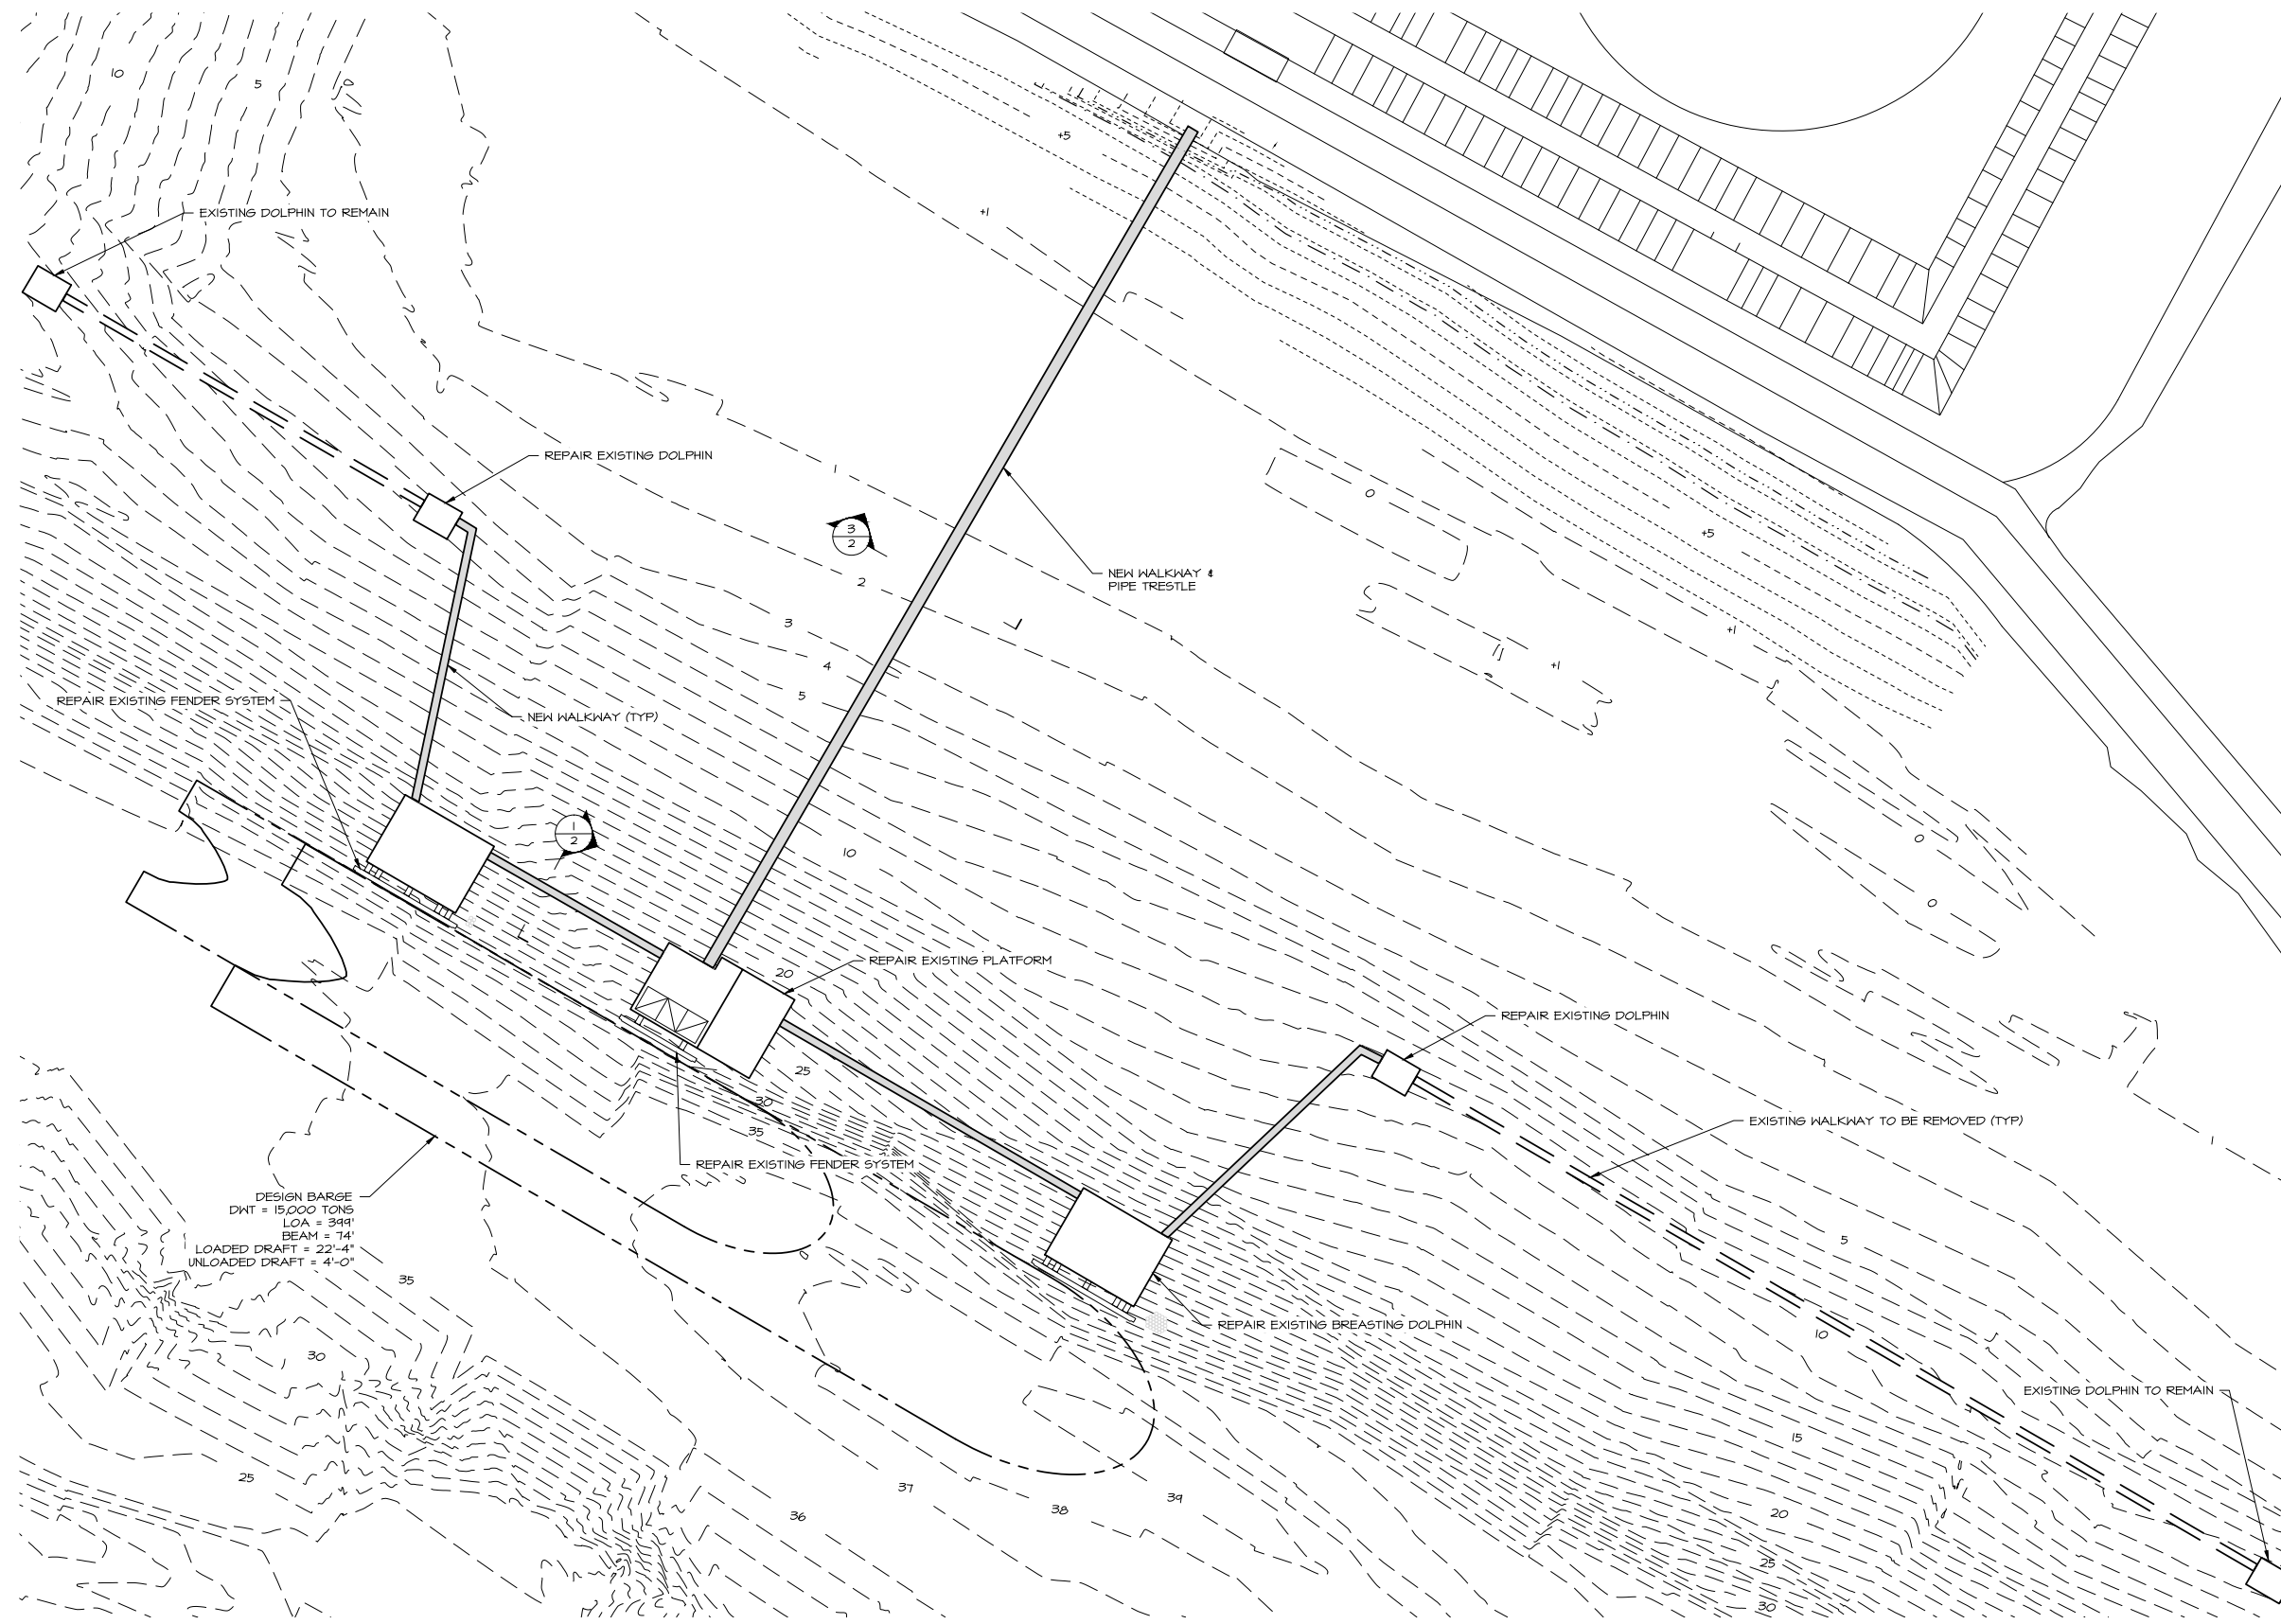 10
5
+5
+1
EXISTING DOLPHIN TO REMAIN
REPAIR EXISTING DOLPHIN
1
0
3
2
2
+5
NEW WALKWAY &
PIPE TRESTLE
3
+1
4
+1
5
REPAIR EXISTING FENDER SYSTEM
NEW WALKWAY (TYP)
1
2
10
0
0
REPAIR EXISTING PLATFORM
20
REPAIR EXISTING DOLPHIN
25
30
35
EXISTING WALKWAY TO BE REMOVED (TYP)
1
REPAIR EXISTING FENDER SYSTEM
DESIGN BARGE
DWT = 15,000 TONS
LOA = 399'
BEAM = 74'
LOADED DRAFT = 22'-4"
UNLOADED DRAFT = 4'-0"
5
35
REPAIR EXISTING BREASTING DOLPHIN
10
30
EXISTING DOLPHIN TO REMAIN
15
25
37
39
38
36
20
25
30